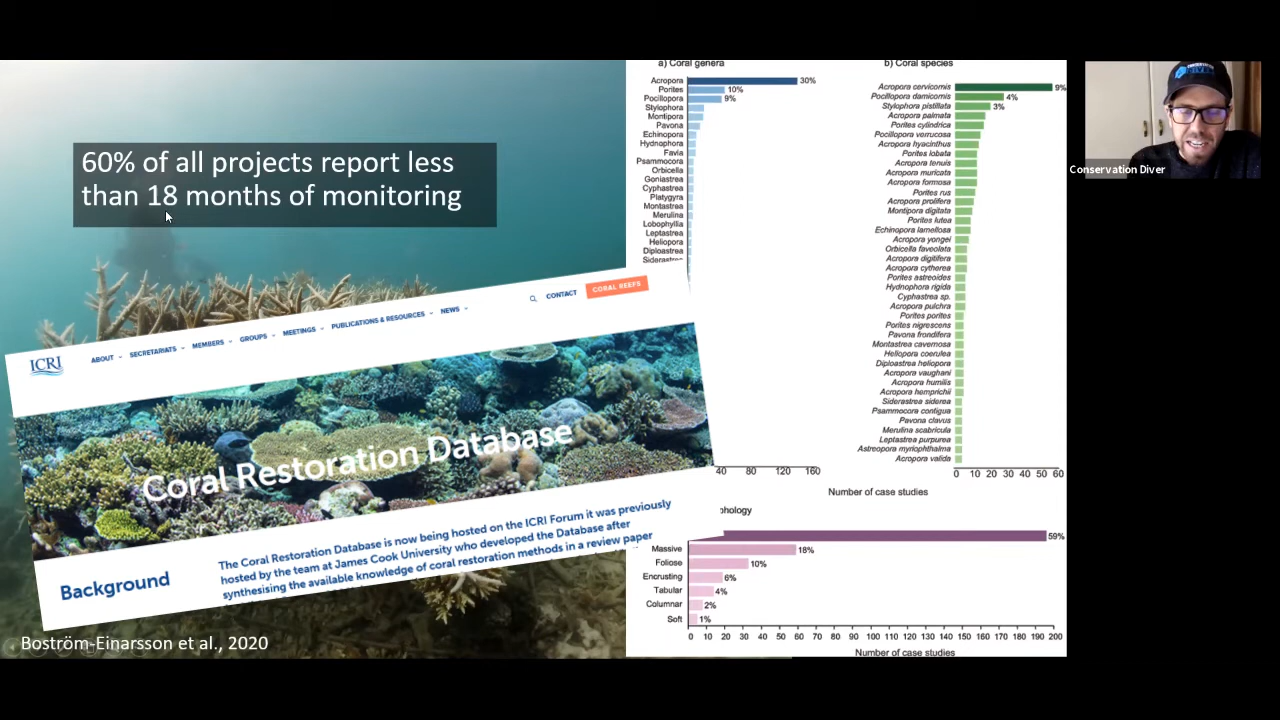 60% of all projects report less
than 18 months of monitoring
ICRI
ABOUT
SECRETARIATS
MEMBERS
GROUPS
MEETINGS
PUBLICATIONS & RESOURCES
NEWS
CONTACT
CORAL REEFS
Coral Restoration Database
Background
The Coral Restoration Database is now being hosted on the ICRI Forum it was previously
hosted by the team at James Cook University who developed the Database after
synthesising the available knowledge of coral restoration methods in a review paper
Boström-Einarsson et al., 2020
a) Coral genera
Acropora 30%
Porites 10%
Pocillopora 9%
Stylophora
Montipora
Pavona
Echinopora
Hydnophora
Favia
Psammocora
Orbicella
Goniastrea
Cyphastrea
Platygyra
Montastrea
Merulina
Lobophyllia
Leptastrea
Heliopora
Diploastrea
Siderastrea
40 80 120 160
b) Coral species
Acropora cervicornis 9%
Pocillopora damicornis 4%
Stylophora pistillata 3%
Acropora palmata
Porites cylindrica
Pocillopora verrucosa
Acropora hyacinthus
Porites lobata
Acropora tenuis
Acropora muricata
Acropora formosa
Porites rus
Acropora prolifera
Montipora digitata
Porites lutea
Echinopora lamellosa
Acropora yongei
Orbicella faveolata
Acropora digitifera
Acropora cytherea
Porites astreoides
Hydnophora rigida
Cyphastrea sp.
Acropora pulchra
Porites porites
Porites nigrescens
Pavona frondifera
Montastrea cavernosa
Heliopora coerulea
Diploastrea heliopora
Acropora vaughani
Acropora humilis
Acropora hemprichii
Siderastrea siderea
Psammocora contigua
Pavona clavus
Merulina scabricula
Leptastrea purpurea
Astreopora myriophthalma
Acropora valida
0 10 20 30 40 50 60
Number of case studies
phology
59%
Massive 18%
Foliose 10%
Encrusting 6%
Tabular 4%
Columnar 2%
Soft 1%
0 10 20 30 40 50 60 70 80 90 100 110 120 130 140 150 160 170 180 190 200
Number of case studies
Conservation Diver